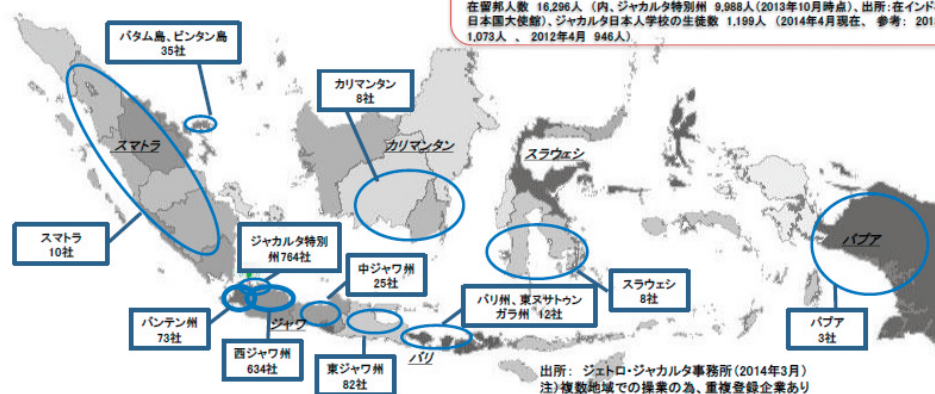 在留邦人数 16,296人 (内、ジャカルタ特別州 9,988人(2013年10月時点)、出所:在インド
日本国大使館)、ジャカルタ日本人学校の生徒数 1,199人 (2014年4月現在、 参考: 201
1,073人 、 2012年4月 946人)
バタム島、ビンタン島
35社
カリマンタン
8社
スマトラ
カリマンタン
スラウェシ
パプア
スマトラ
10社
ジャカルタ特別
州764社
中ジャワ州
25社
バリ州、東ヌサトゥン
ガラ州 12社
スラウェシ
8社
バンテン州
73社
ジャワ
西ジャワ州
634社
東ジャワ州
82社
バリ
パプア
3社
出所: ジェトロ・ジャカルタ事務所(2014年3月)
注)複数地域での操業の為、重複登録企業あり